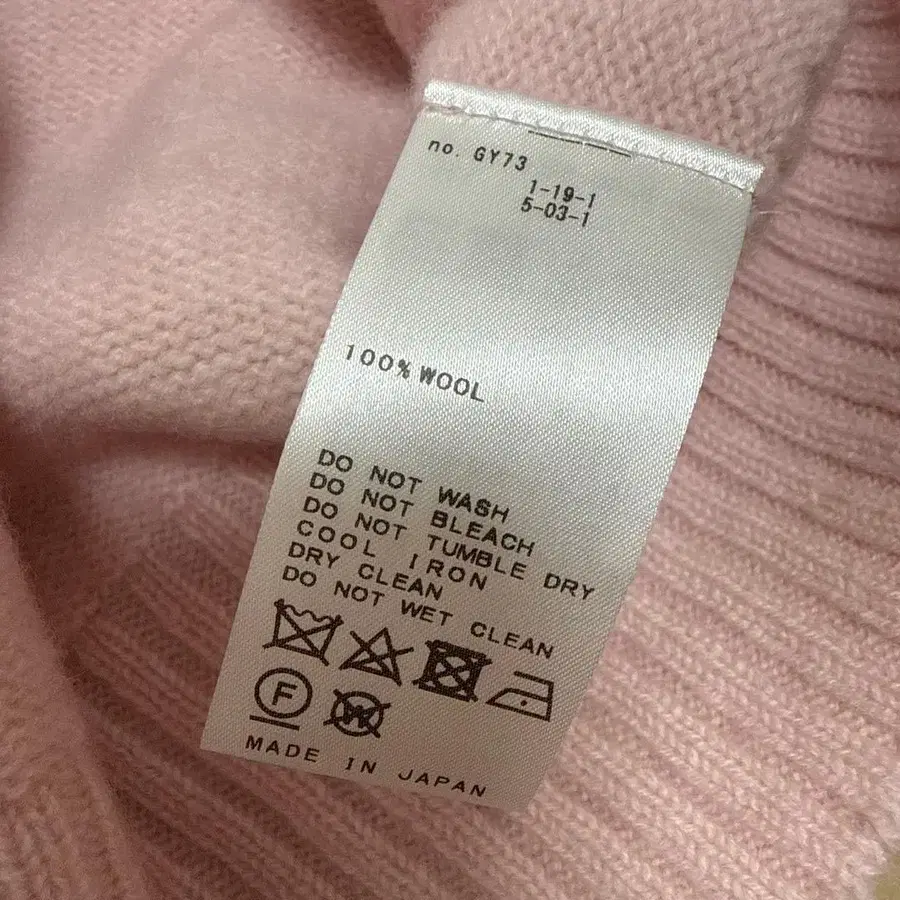 no. GY73
1-19-1
5-03-1
100% WOOL
DO NOT WASH
DO NOT BLEACH
DO NOT TUMBLE DRY
COOL IRON
DRY CLEAN
DO NOT WET CLEAN
F W
MADE IN JAPAN